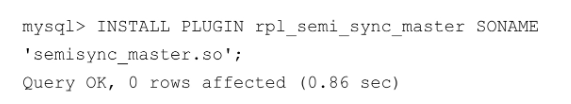 mysql> INSTALL PLUGIN rpl_semi_sync_master SONAME
'semisync_master.so';
Query OK, 0 rows affected (0.86 sec)